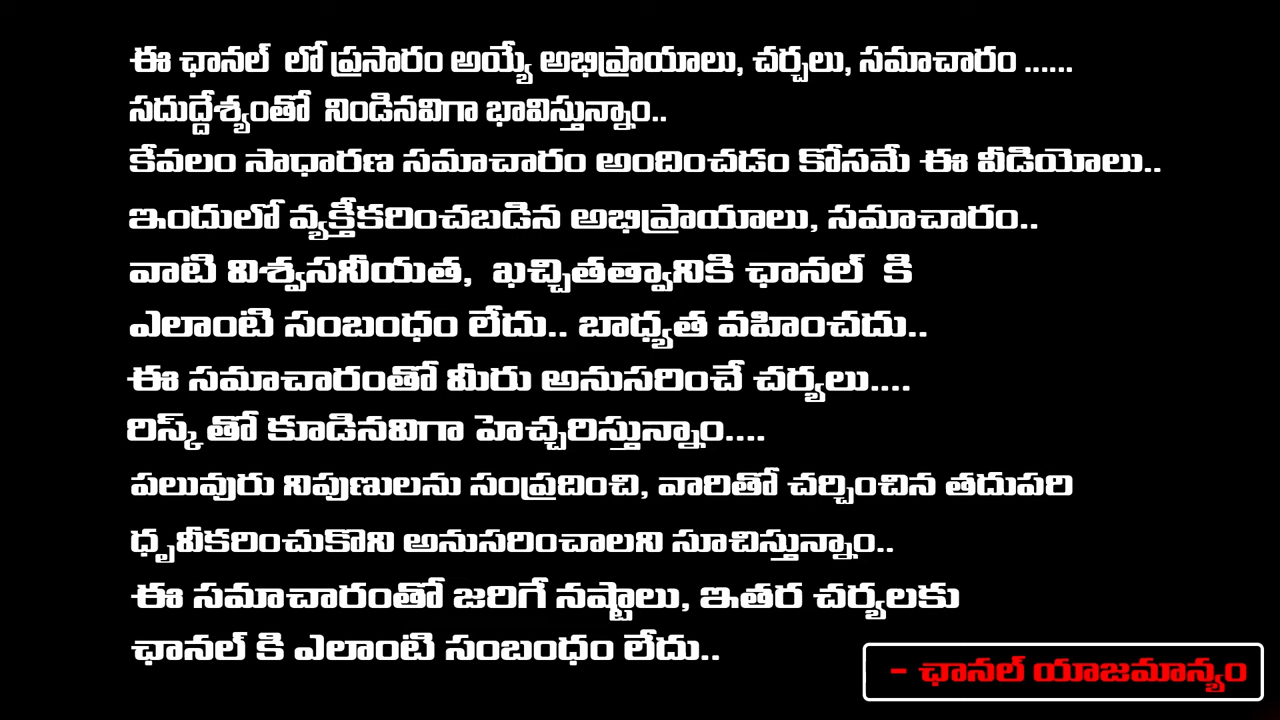 ఈ ఛానల్ లో ప్రసారం అయ్యే అభిప్రాయాలు, చర్చలు, సమాచారం ......
సదుద్దేశ్యంతో నిండినవిగా భావిస్తున్నాం..
కేవలం సాధారణ సమాచారం అందించడం కోసమే ఈ వీడియోలు..
ఇందులో వ్యక్తీకరించబడిన అభిప్రాయాలు, సమాచారం..
వాటి విశ్వసనీయత, ఖచ్చితత్వానికి ఛానల్ కి
ఎలాంటి సంబంధం లేదు.. బాధ్యత వహించదు..
ఈ సమాచారంతో మీరు అనుసరించే చర్యలు....
రిస్క్ తో కూడినవిగా హెచ్చరిస్తున్నాం....
పలువురు నిపుణులను సంప్రదించి, వారితో చర్చించిన తదుపరి
ధృవీకరించుకొని అనుసరించాలని సూచిస్తున్నాం..
ఈ సమాచారంతో జరిగే నష్టాలు, ఇతర చర్యలకు
ఛానల్ కి ఎలాంటి సంబంధం లేదు..
- ఛానల్ యాజమాన్యం